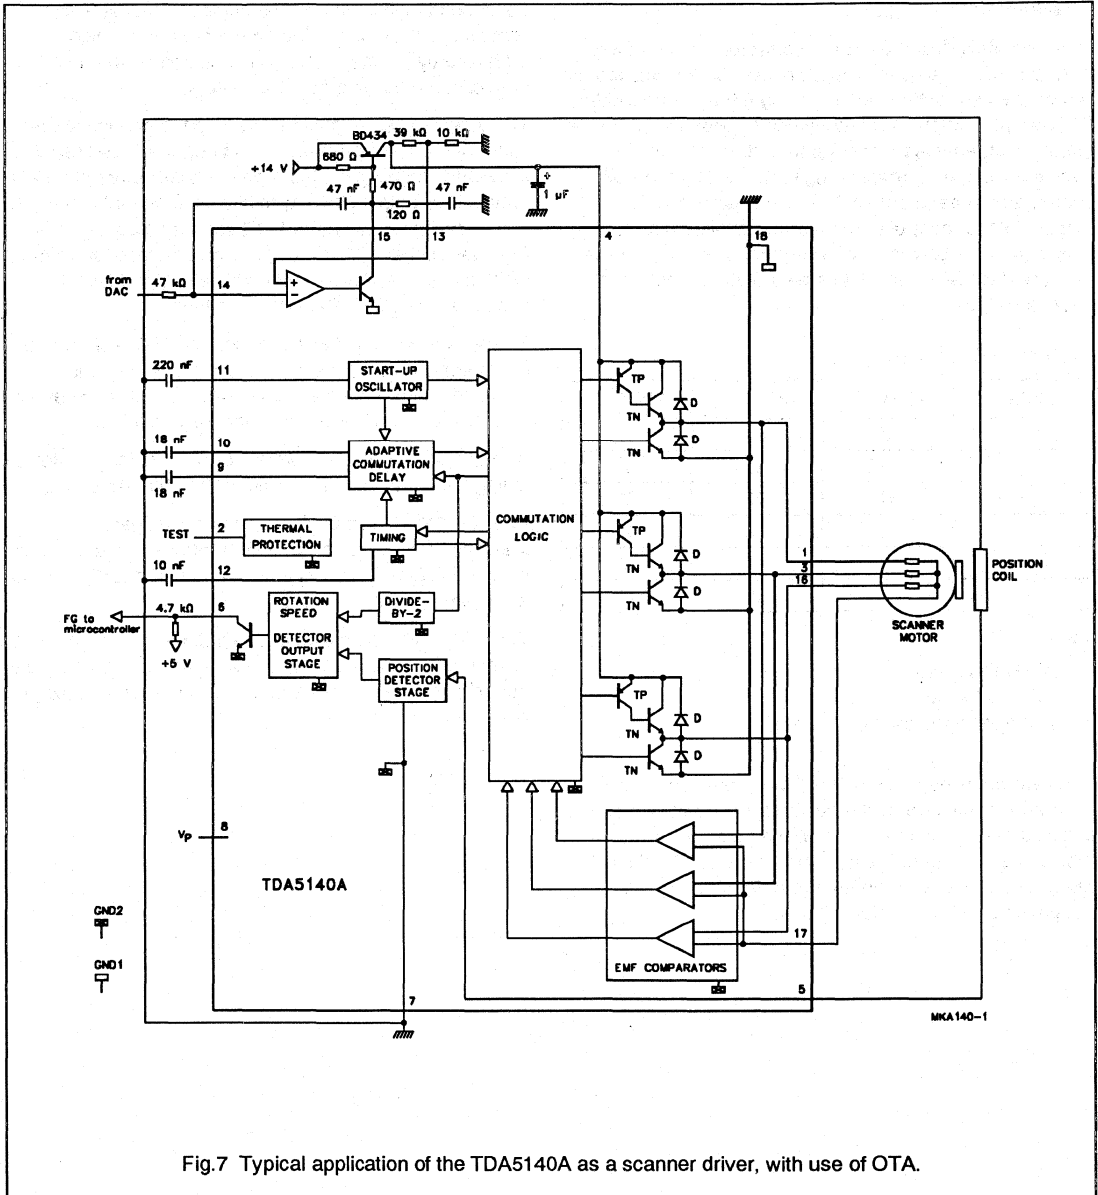 BD434 39 kΩ 10 kΩ
680 Ω
+14 V
470 Ω
47 nF 47 nF
120 Ω
+
1 µF
15 13 4 18
from
DAC
47 kΩ 14
+
−
220 nF 11
START-UP
OSCILLATOR
TP
TN
D
TN
D
18 nF 10
9
18 nF
ADAPTIVE
COMMUTATION
DELAY
TEST 2
THERMAL
PROTECTION
TIMING
COMMUTATION
LOGIC
TP
TN
D
TN
D
10 nF 12
1
3
16
POSITION
COIL
SCANNER
MOTOR
FG to
microcontroller
4.7 kΩ 6
+5 V
ROTATION
SPEED
DETECTOR
OUTPUT
STAGE
DIVIDE-
BY-2
POSITION
DETECTOR
STAGE
TP
TN
D
TN
D
VP 8
TDA5140A
GND2
GND1
EMF COMPARATORS
17
5
7
MKA140-1
Fig.7 Typical application of the TDA5140A as a scanner driver, with use of OTA.